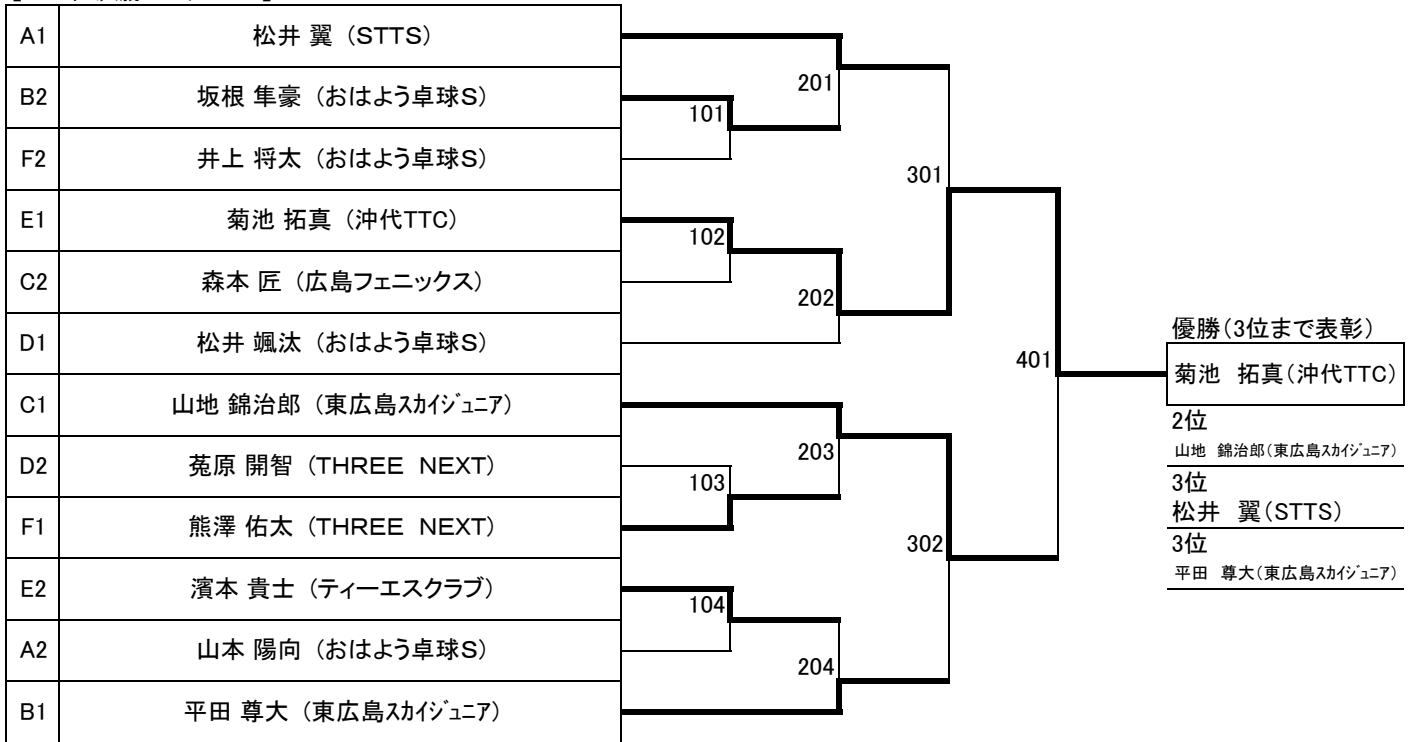 A1 松井 翼 (STTS)
B2 坂根 隼豪 (おはよう卓球S)
F2 井上 将太 (おはよう卓球S)
E1 菊池 拓真 (沖代TTC)
C2 森本 匠 (広島フェニックス)
D1 松井 颯汰 (おはよう卓球S)
C1 山地 錦治郎 (東広島ｽｶｲｼﾞｭﾆｱ)
D2 菟原 開智 (THREE NEXT)
F1 熊澤 佑太 (THREE NEXT)
E2 濱本 貴士 (ティーエスクラブ)
A2 山本 陽向 (おはよう卓球S)
B1 平田 尊大 (東広島ｽｶｲｼﾞｭﾆｱ)
101
102
103
104
201
202
203
204
301
302
401
優勝(3位まで表彰)
菊池 拓真(沖代TTC)
2位
山地 錦治郎(東広島ｽｶｲｼﾞｭﾆｱ)
3位
松井 翼(STTS)
3位
平田 尊大(東広島ｽｶｲｼﾞｭﾆｱ)